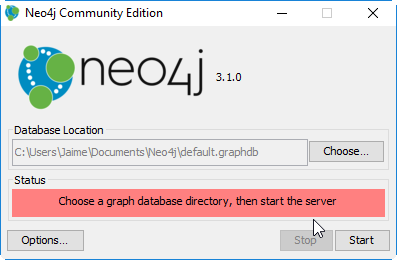 Neo4j Community Edition
neo4j 3.1.0
Database Location
C:\Users\Jaime\Documents\Neo4j\default.graphdb
Choose...
Status
Choose a graph database directory, then start the server
Options...
Stop
Start